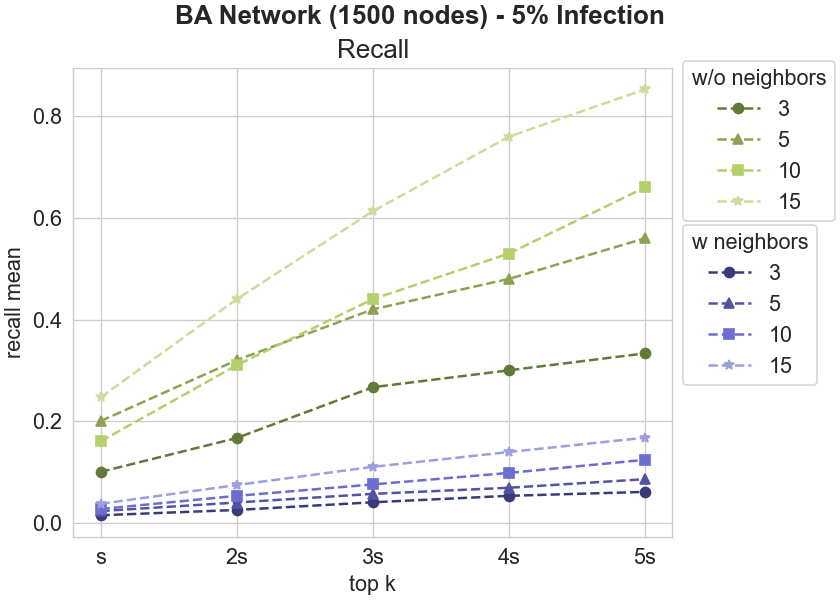 BA Network (1500 nodes) - 5% Infection
Recall
w/o neighbors
3
5
10
15
w neighbors
3
5
10
15
0.8
0.6
0.4
0.2
0.0
recall mean
s 2s 3s 4s 5s
top k